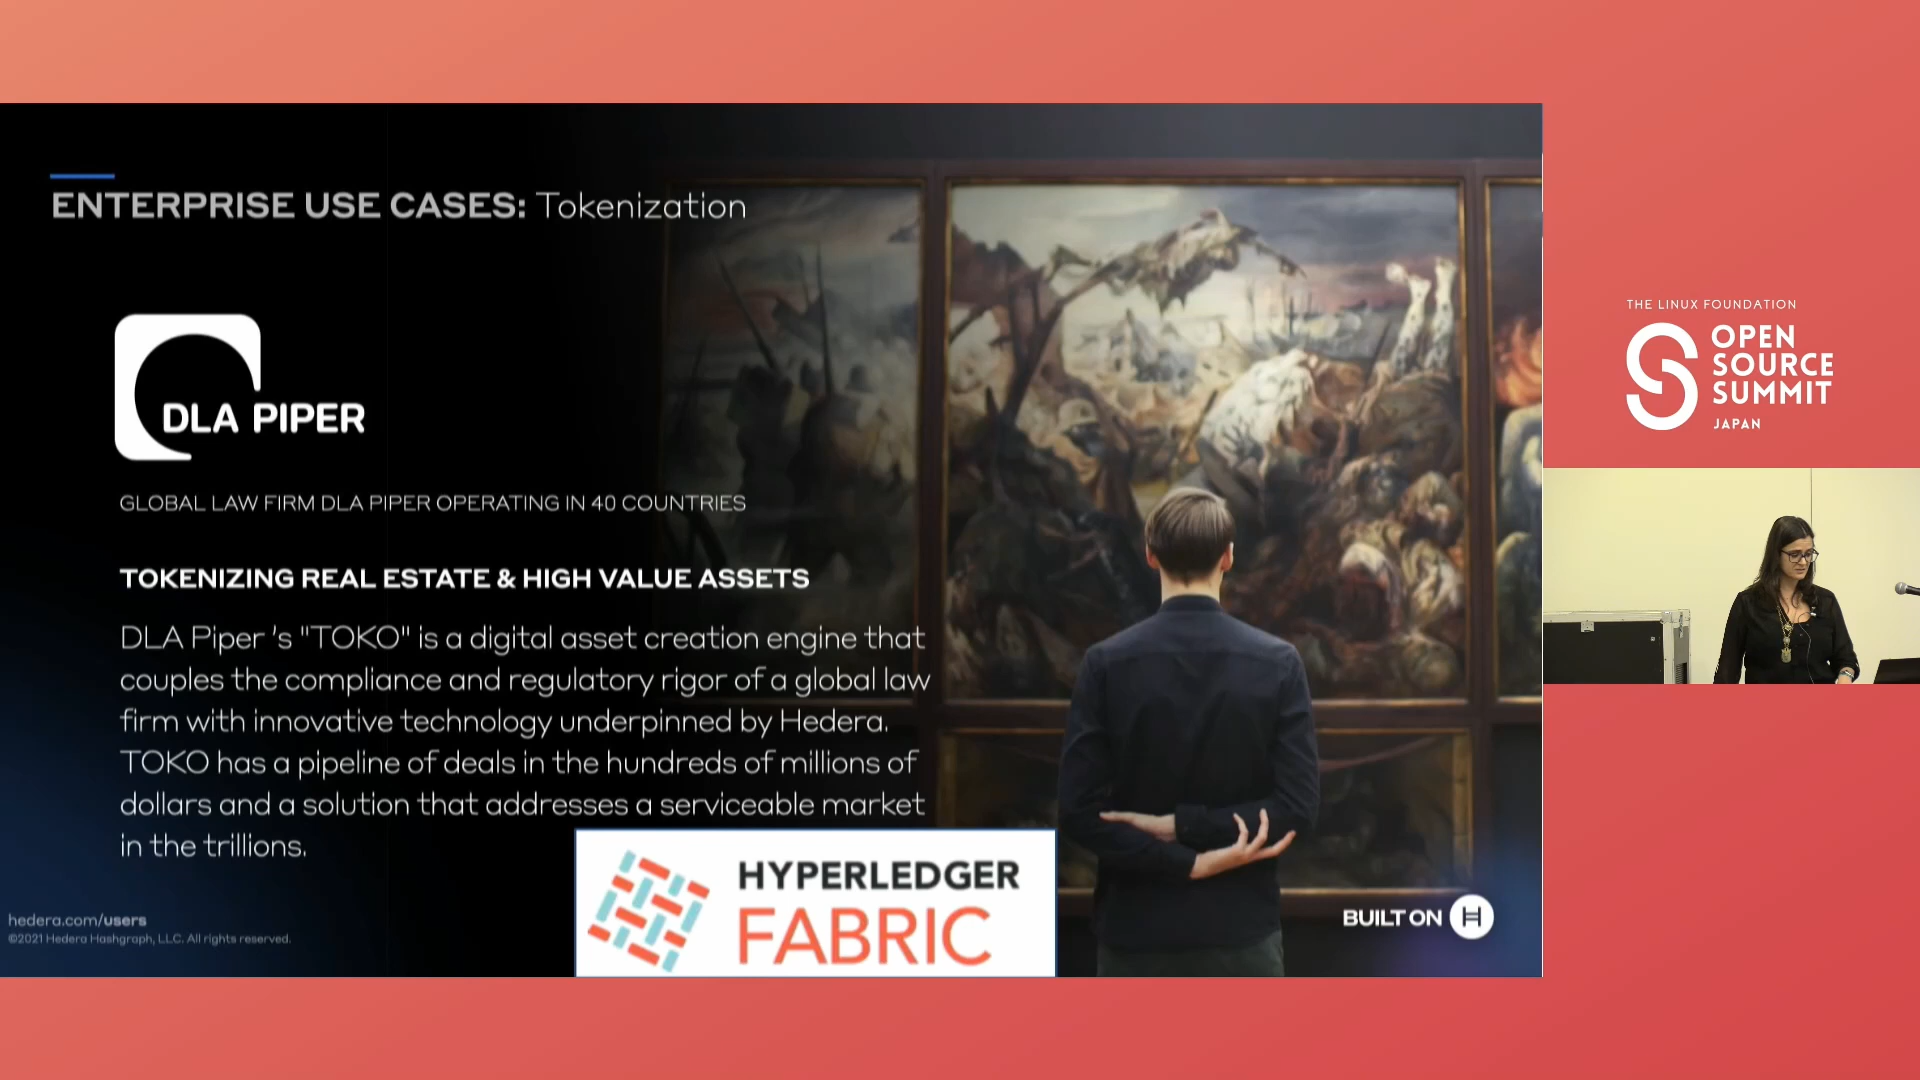 ENTERPRISE USE CASES: Tokenization
DLA PIPER
GLOBAL LAW FIRM DLA PIPER OPERATING IN 40 COUNTRIES
TOKENIZING REAL ESTATE & HIGH VALUE ASSETS
DLA Piper 's "TOKO" is a digital asset creation engine that
couples the compliance and regulatory rigor of a global law
firm with innovative technology underpinned by Hedera.
TOKO has a pipeline of deals in the hundreds of millions of
dollars and a solution that addresses a serviceable market
in the trillions.
HYPERLEDGER
FABRIC
hedera.com/users
©2021 Hedera Hashgraph, LLC. All rights reserved.
BUILT ON H
THE LINUX FOUNDATION
OPEN
SOURCE
SUMMIT
JAPAN